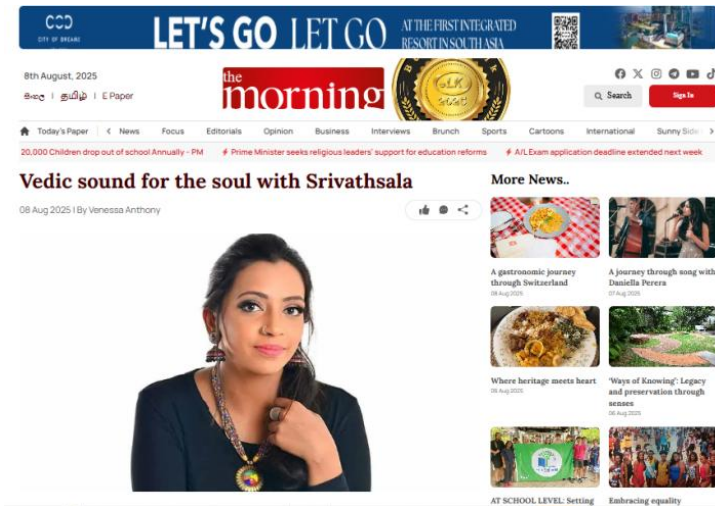 CITY OF DREAMS
LET'S GO LET GO
AT THE FIRST INTEGRATED
RESORT IN SOUTH ASIA
8th August, 2025
සිංහල | தமிழ் | E Paper
the
morning
2025
Search
Sign In
Today's Paper
News
Focus
Editorials
Opinion
Business
Interviews
Brunch
Sports
Cartoons
International
Sunny Side
20,000 Children drop out of school Annually - PM
Prime Minister seeks religious leaders' support for education reforms
A/L Exam application deadline extended next week
Vedic sound for the soul with Srivathsala
08 Aug 2025 | By Venessa Anthony
More News..
A gastronomic journey
through Switzerland
08 Aug 2025
A journey through song with
Daniella Perera
07 Aug 2025
Where heritage meets heart
06 Aug 2025
'Ways of Knowing': Legacy
and preservation through
senses
06 Aug 2025
AT SCHOOL LEVEL: Setting
Embracing equality